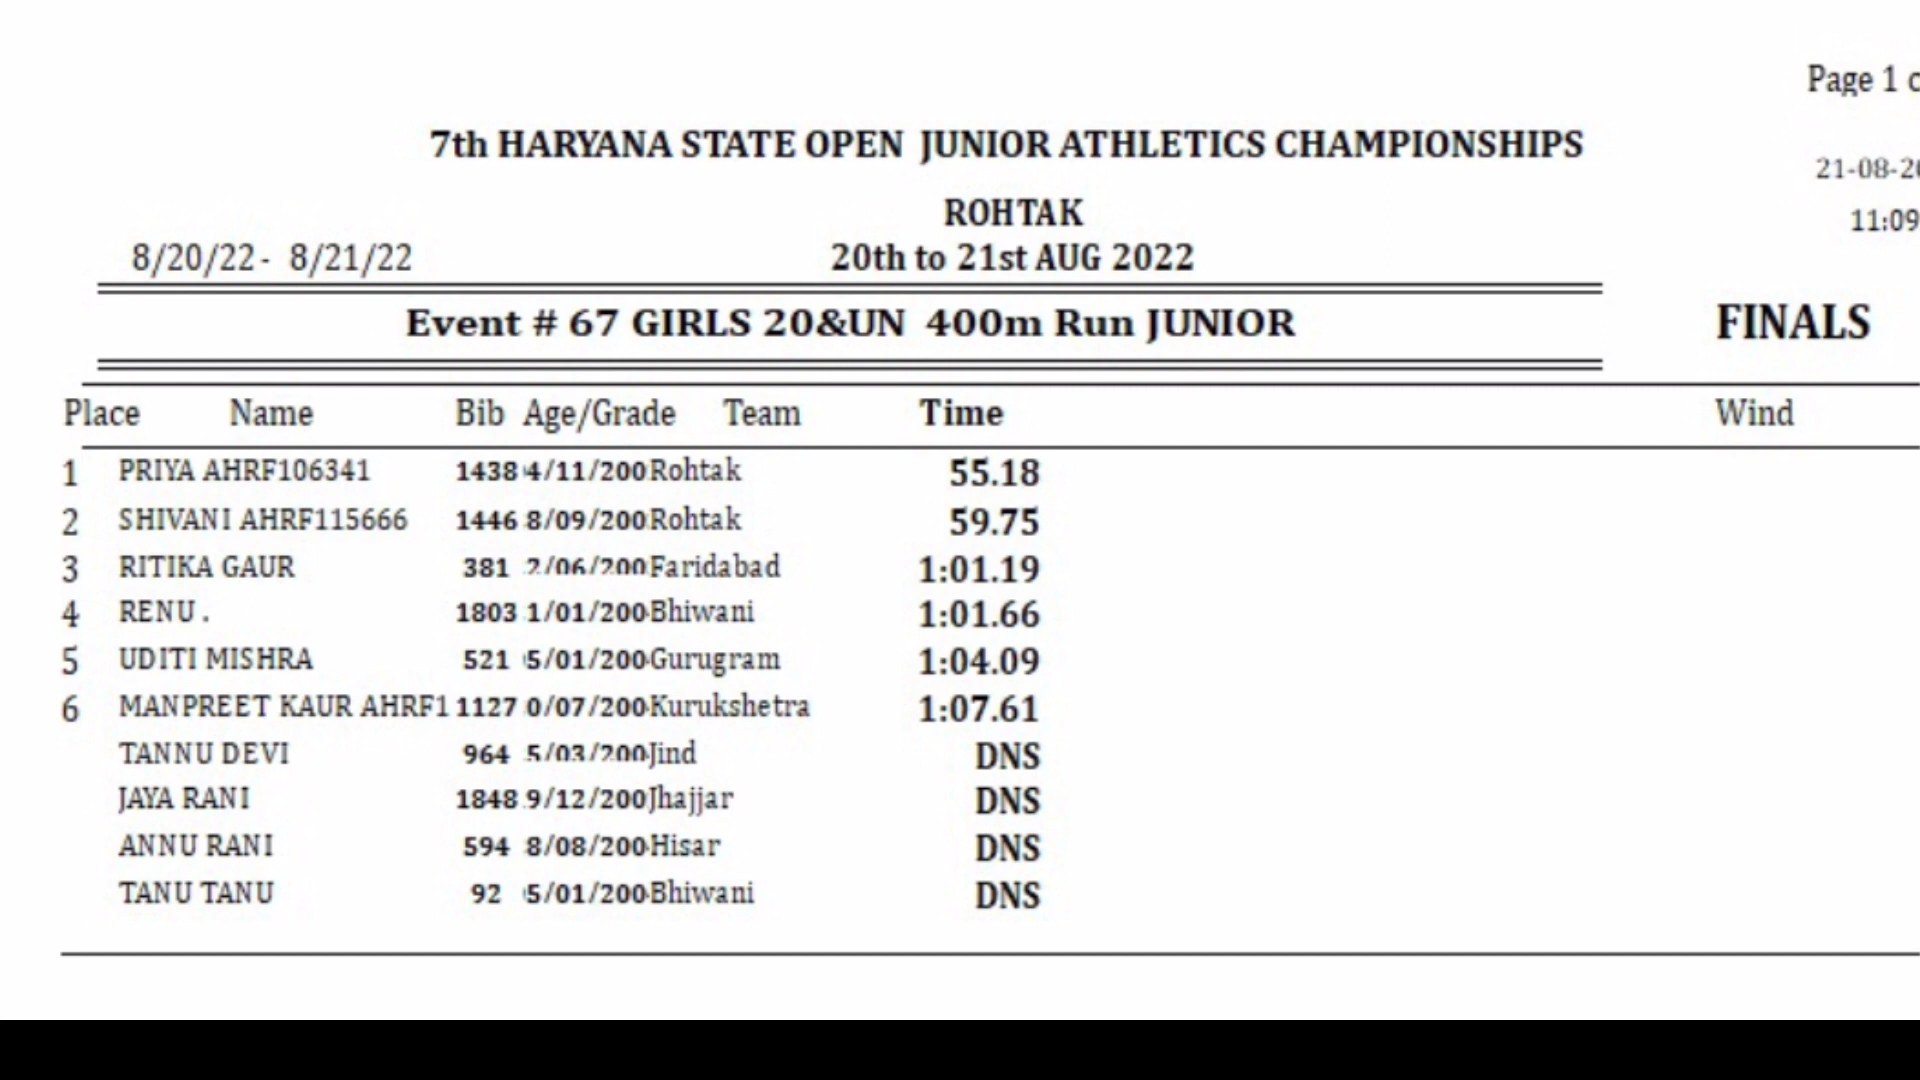 Page 1
7th HARYANA STATE OPEN JUNIOR ATHLETICS CHAMPIONSHIPS
21-08-
ROHTAK
11:09
8/20/22 - 8/21/22 20th to 21st AUG 2022
Event # 67 GIRLS 20&UN 400m Run JUNIOR FINALS
Place Name Bib Age/Grade Team Time Wind
1 PRIYA AHRF106341 1438 4/11/200 Rohtak 55.18
2 SHIVANI AHRF115666 1446 8/09/200 Rohtak 59.75
3 RITIKA GAUR 381 2/06/200 Faridabad 1:01.19
4 RENU . 1803 1/01/200 Bhiwani 1:01.66
5 UDITI MISHRA 521 5/01/200 Gurugram 1:04.09
6 MANPREET KAUR AHRF1 1127 0/07/200 Kurukshetra 1:07.61
TANNU DEVI 964 5/03/200 Jind DNS
JAYA RANI 1848 9/12/200 Jhajjar DNS
ANNU RANI 594 8/08/200 Hisar DNS
TANU TANU 92 5/01/200 Bhiwani DNS